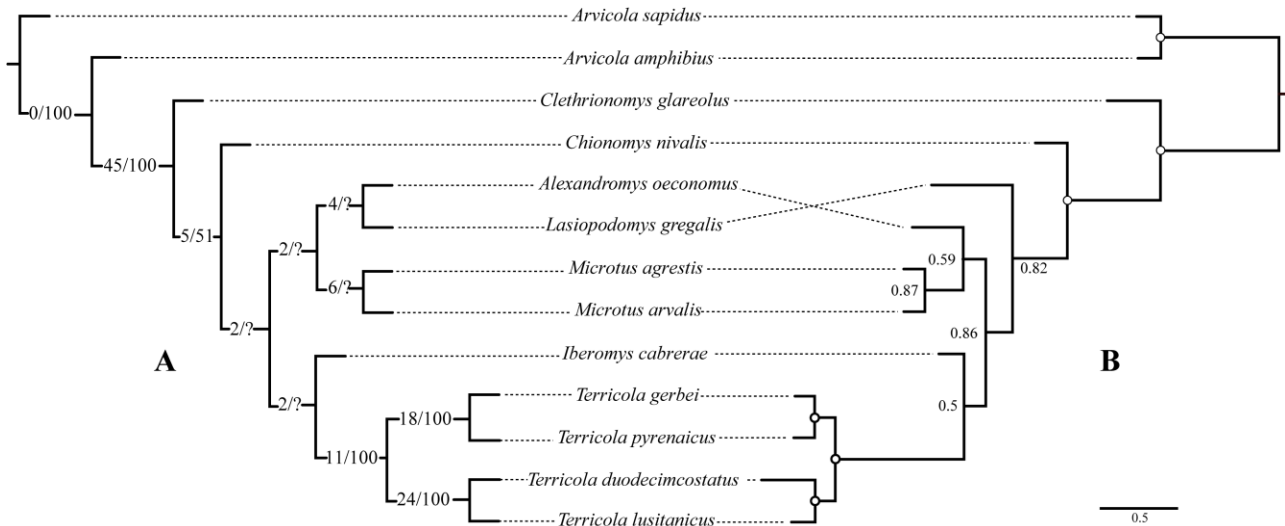 Arvicola sapidus
Arvicola amphibius
0/100
Clethrionomys glareolus
Chionomys nivalis
45/100
Alexandromys oeconomus
4/?
Lasiopodomys gregalis
5/51
2/?
0.59
Microtus agrestis
0.82
6/?
0.87
Microtus arvalis
2/?
0.86
A
Iberomys cabrerae
B
Terricola gerbei
2/?
0.5
18/100
Terricola pyrenaicus
11/100
Terricola duodecimcostatus
24/100
Terricola lusitanicus
0.5